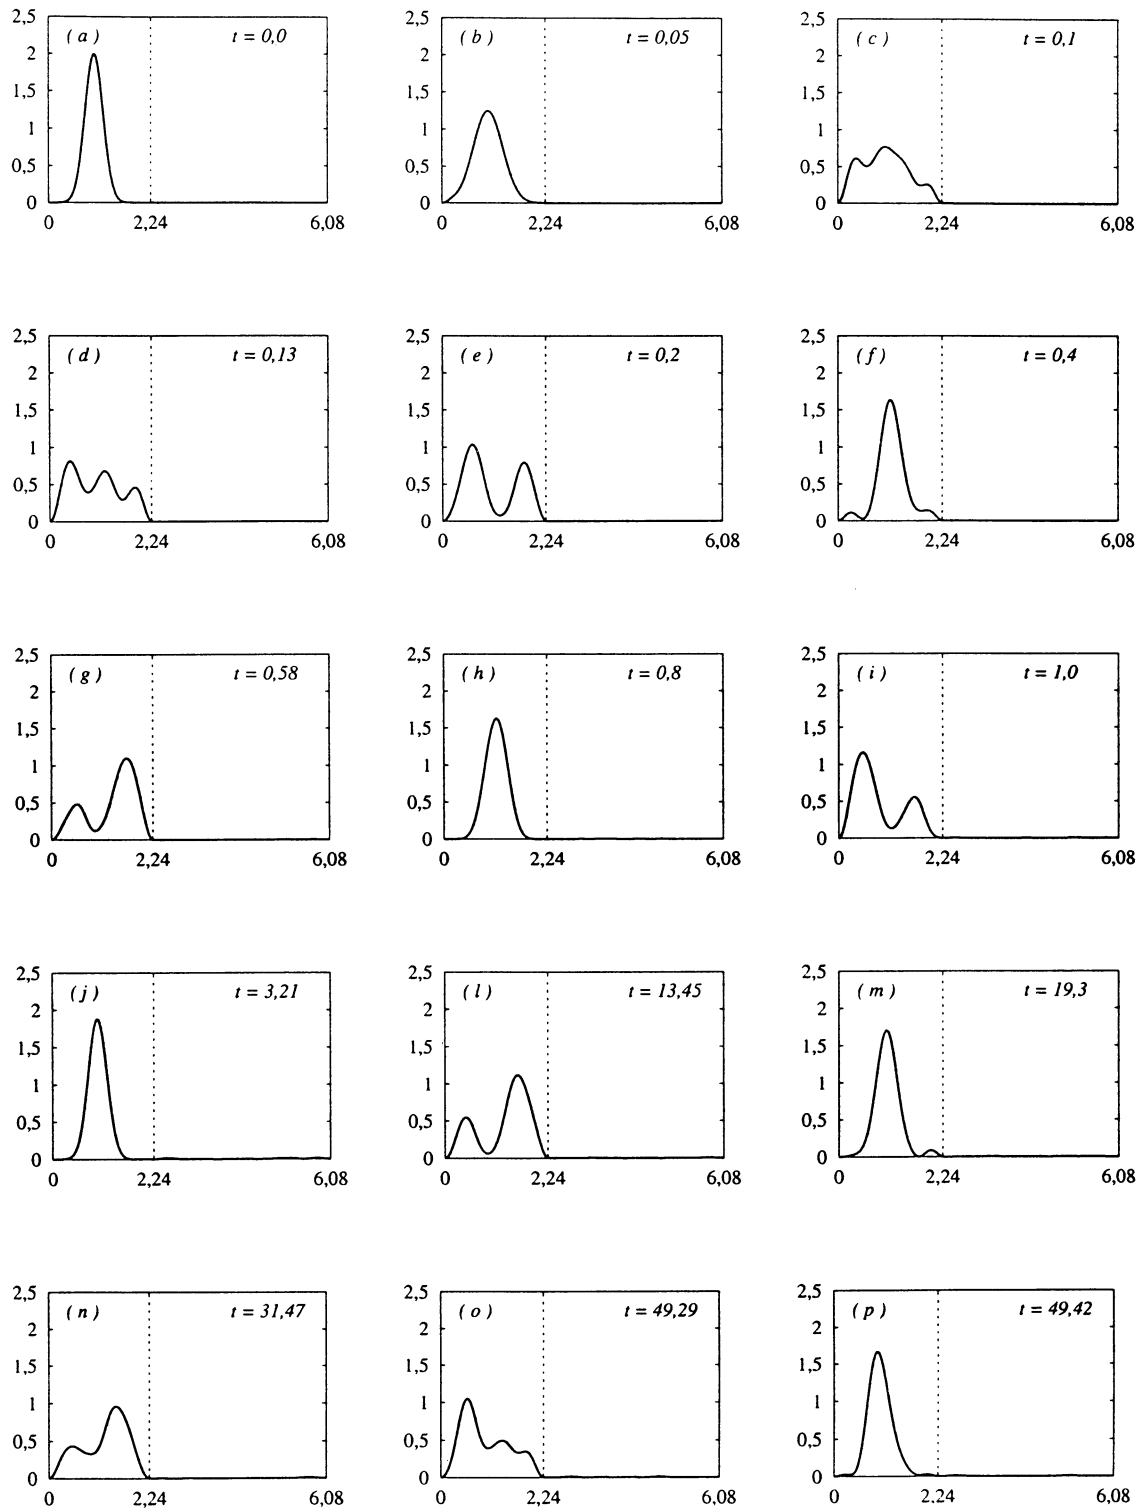 2,5 2,5 2,5
( a ) t = 0,0 ( b ) t = 0,05 ( c ) t = 0,1
2 2 2
1,5 1,5 1,5
1 1 1
0,5 0,5 0,5
0 0 0
0 2,24 6,08 0 2,24 6,08 0 2,24 6,08
2,5 2,5 2,5
( d ) t = 0,13 ( e ) t = 0,2 ( f ) t = 0,4
2 2 2
1,5 1,5 1,5
1 1 1
0,5 0,5 0,5
0 0 0
0 2,24 6,08 0 2,24 6,08 0 2,24 6,08
2,5 2,5 2,5
( g ) t = 0,58 ( h ) t = 0,8 ( i ) t = 1,0
2 2 2
1,5 1,5 1,5
1 1 1
0,5 0,5 0,5
0 0 0
0 2,24 6,08 0 2,24 6,08 0 2,24 6,08
2,5 2,5 2,5
( j ) t = 3,21 ( l ) t = 13,45 ( m ) t = 19,3
2 2 2
1,5 1,5 1,5
1 1 1
0,5 0,5 0,5
0 0 0
0 2,24 6,08 0 2,24 6,08 0 2,24 6,08
2,5 2,5 2,5
( n ) t = 31,47 ( o ) t = 49,29 ( p ) t = 49,42
2 2 2
1,5 1,5 1,5
1 1 1
0,5 0,5 0,5
0 0 0
0 2,24 6,08 0 2,24 6,08 0 2,24 6,08